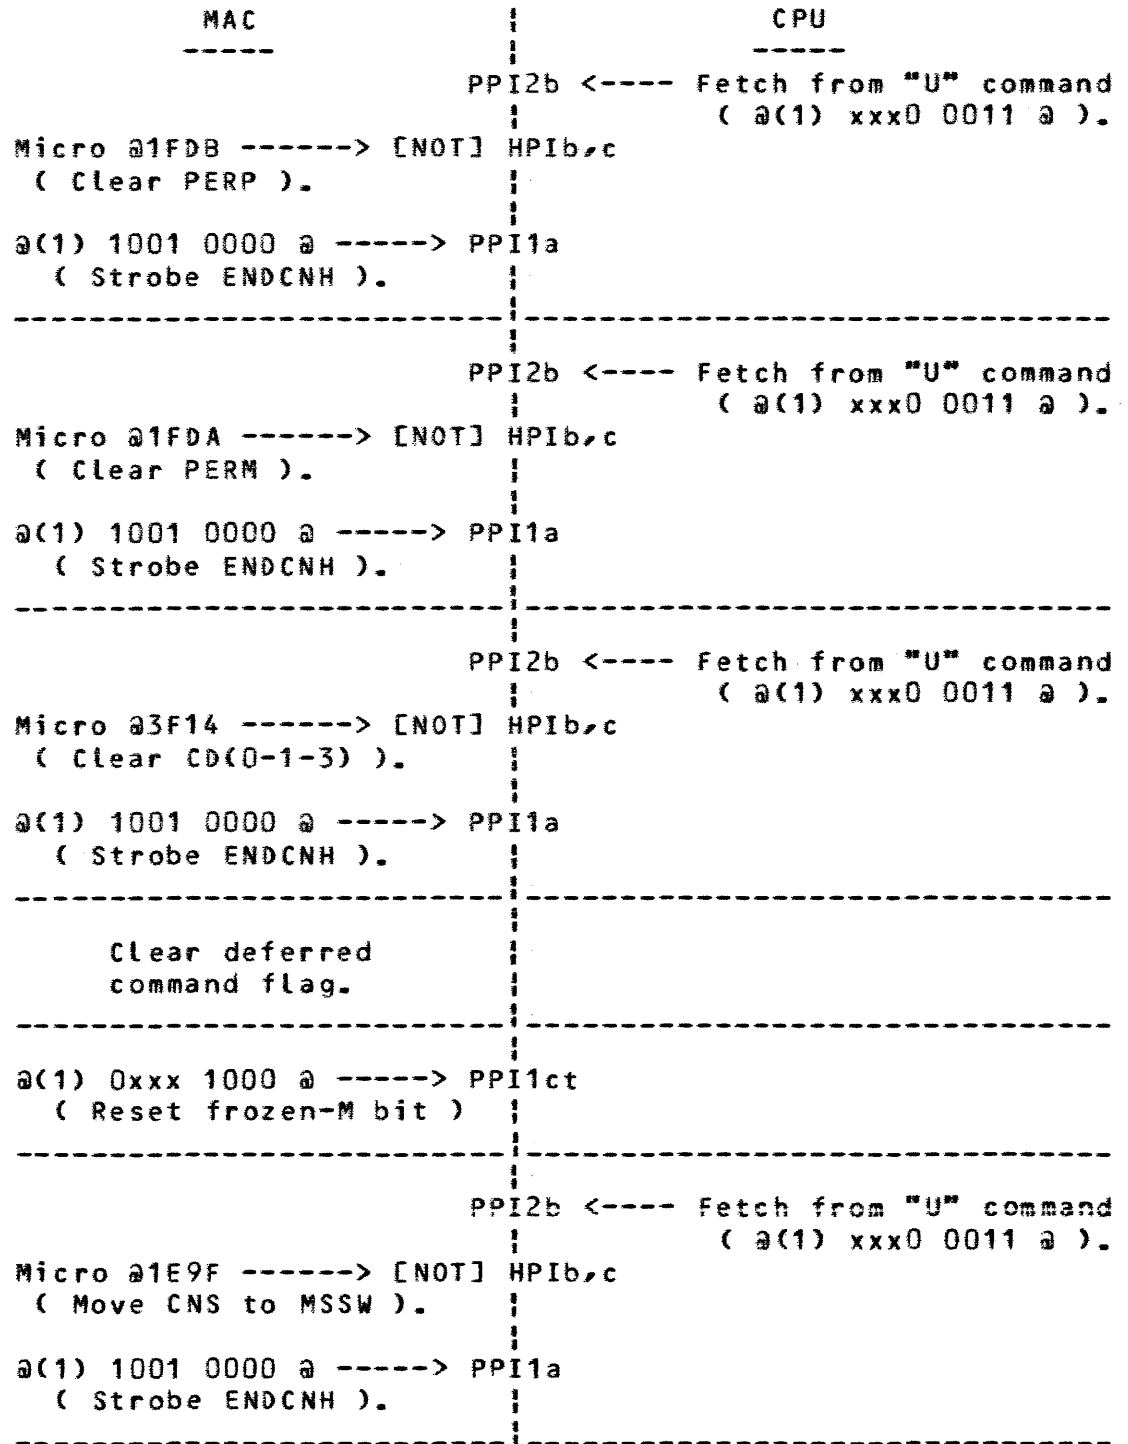 MAC ¦ CPU
----- ¦ -----
PPI2b <---- Fetch from "U" command
¦ ( @(1) xxx0 0011 @ ).
Micro @1FDB ------> [NOT] HPIb,c
( Clear PERP ). ¦
@(1) 1001 0000 @ -----> PPI1a
( Strobe ENDCNH ). ¦
--------------------------¦-------------------------------
PPI2b <---- Fetch from "U" command
¦ ( @(1) xxx0 0011 @ ).
Micro @1FDA ------> [NOT] HPIb,c
( Clear PERM ). ¦
@(1) 1001 0000 @ -----> PPI1a
( Strobe ENDCNH ). ¦
--------------------------¦-------------------------------
PPI2b <---- Fetch from "U" command
¦ ( @(1) xxx0 0011 @ ).
Micro @3F14 ------> [NOT] HPIb,c
( Clear CD(0-1-3) ). ¦
@(1) 1001 0000 @ -----> PPI1a
( Strobe ENDCNH ). ¦
--------------------------¦-------------------------------
Clear deferred ¦
command flag. ¦
--------------------------¦-------------------------------
@(1) 0xxx 1000 @ -----> PPI1ct
( Reset frozen-M bit ) ¦
--------------------------¦-------------------------------
PPI2b <---- Fetch from "U" command
¦ ( @(1) xxx0 0011 @ ).
Micro @1E9F ------> [NOT] HPIb,c
( Move CNS to MSSW ). ¦
@(1) 1001 0000 @ -----> PPI1a
( Strobe ENDCNH ). ¦
--------------------------¦-------------------------------